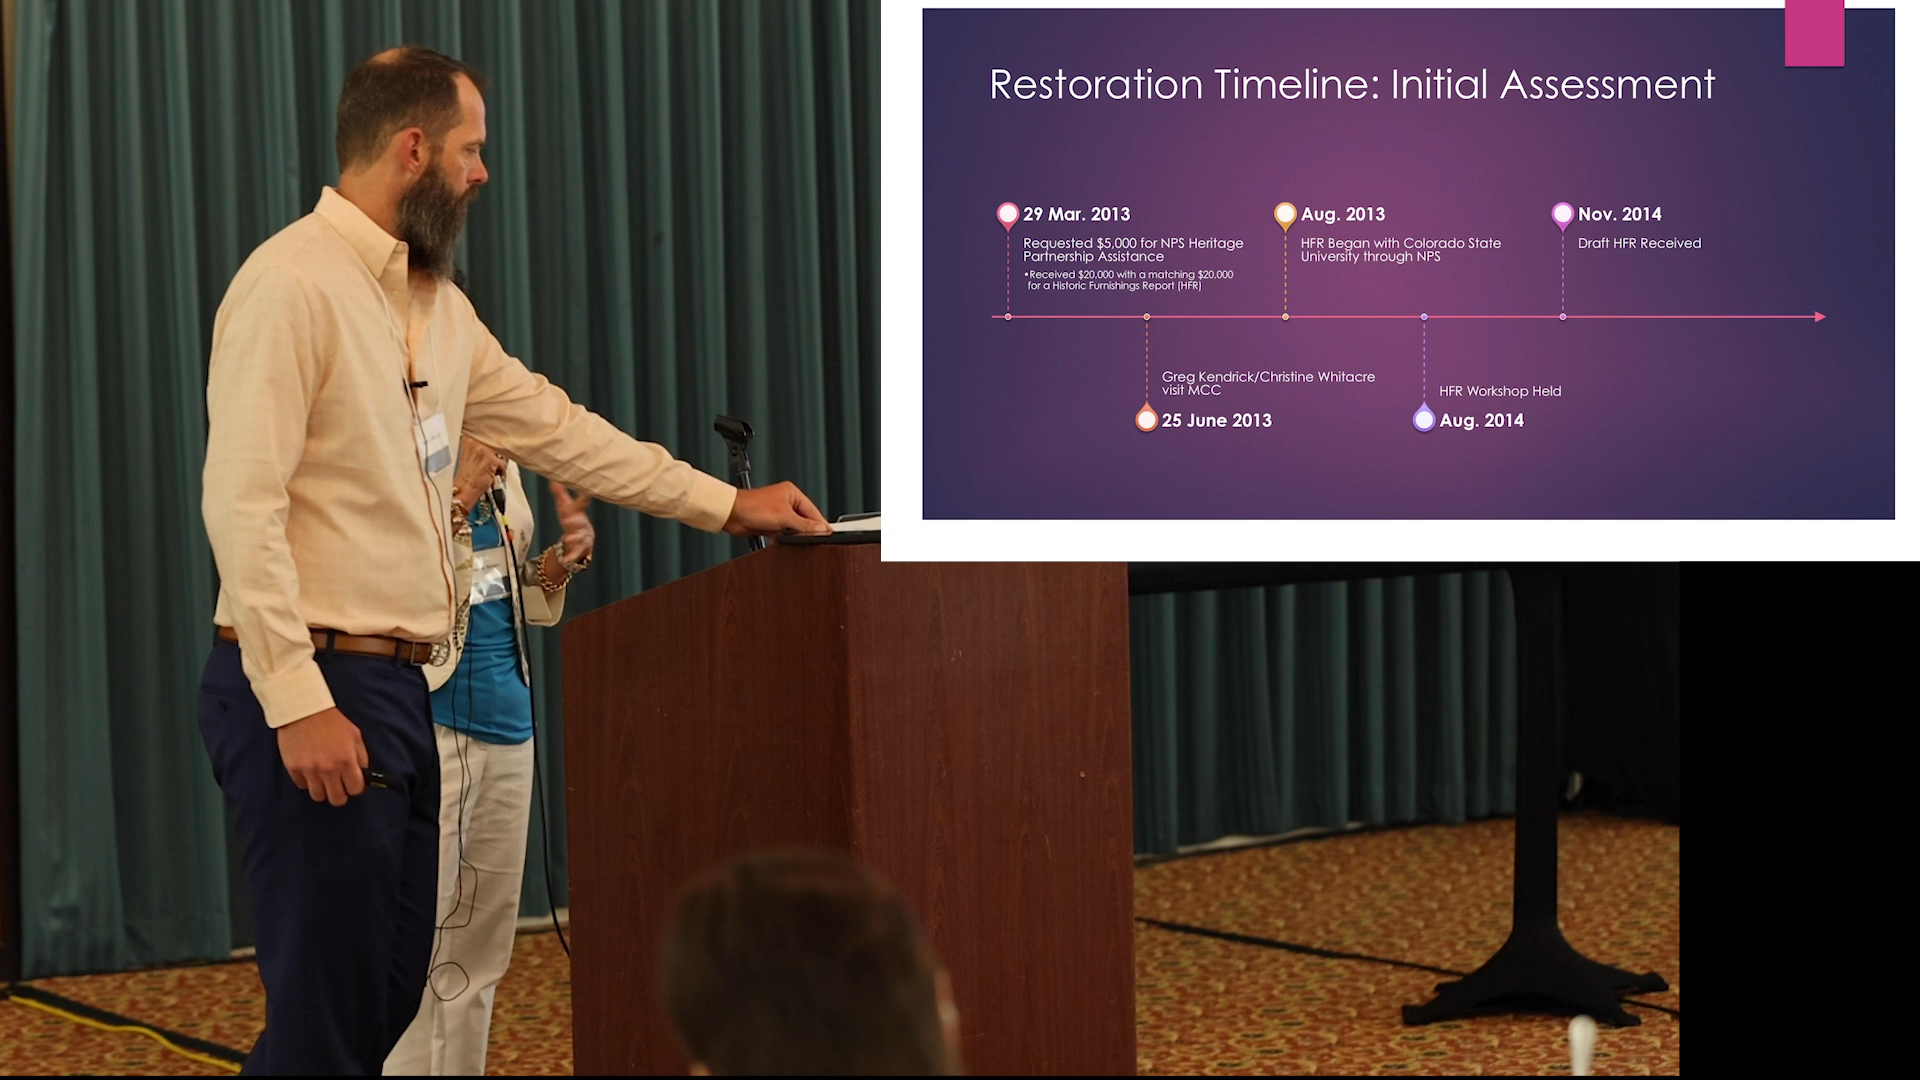 Restoration Timeline: Initial Assessment
29 Mar. 2013
Requested $5,000 for NPS Heritage
Partnership Assistance
•Received $20,000 with a matching $20,000
for a Historic Furnishings Report (HFR)
Aug. 2013
HFR Began with Colorado State
University through NPS
Nov. 2014
Draft HFR Received
Greg Kendrick/Christine Whitacre
visit MCC
25 June 2013
HFR Workshop Held
Aug. 2014